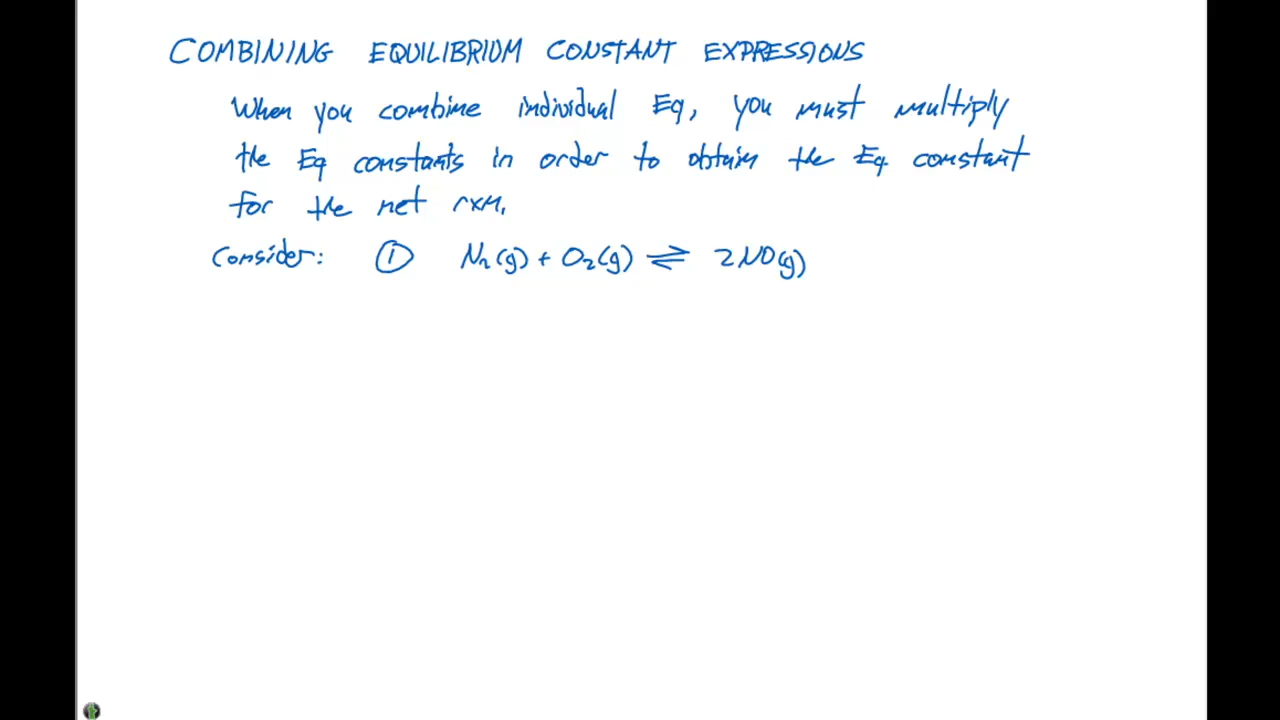 COMBINING EQUILIBRIUM CONSTANT EXPRESSIONS
When you combine individual Eq, you must multiply
the Eq constants in order to obtain the Eq constant
for the net rxn.
Consider: ① N₂(g) + O₂(g) ⇌ 2NO(g)